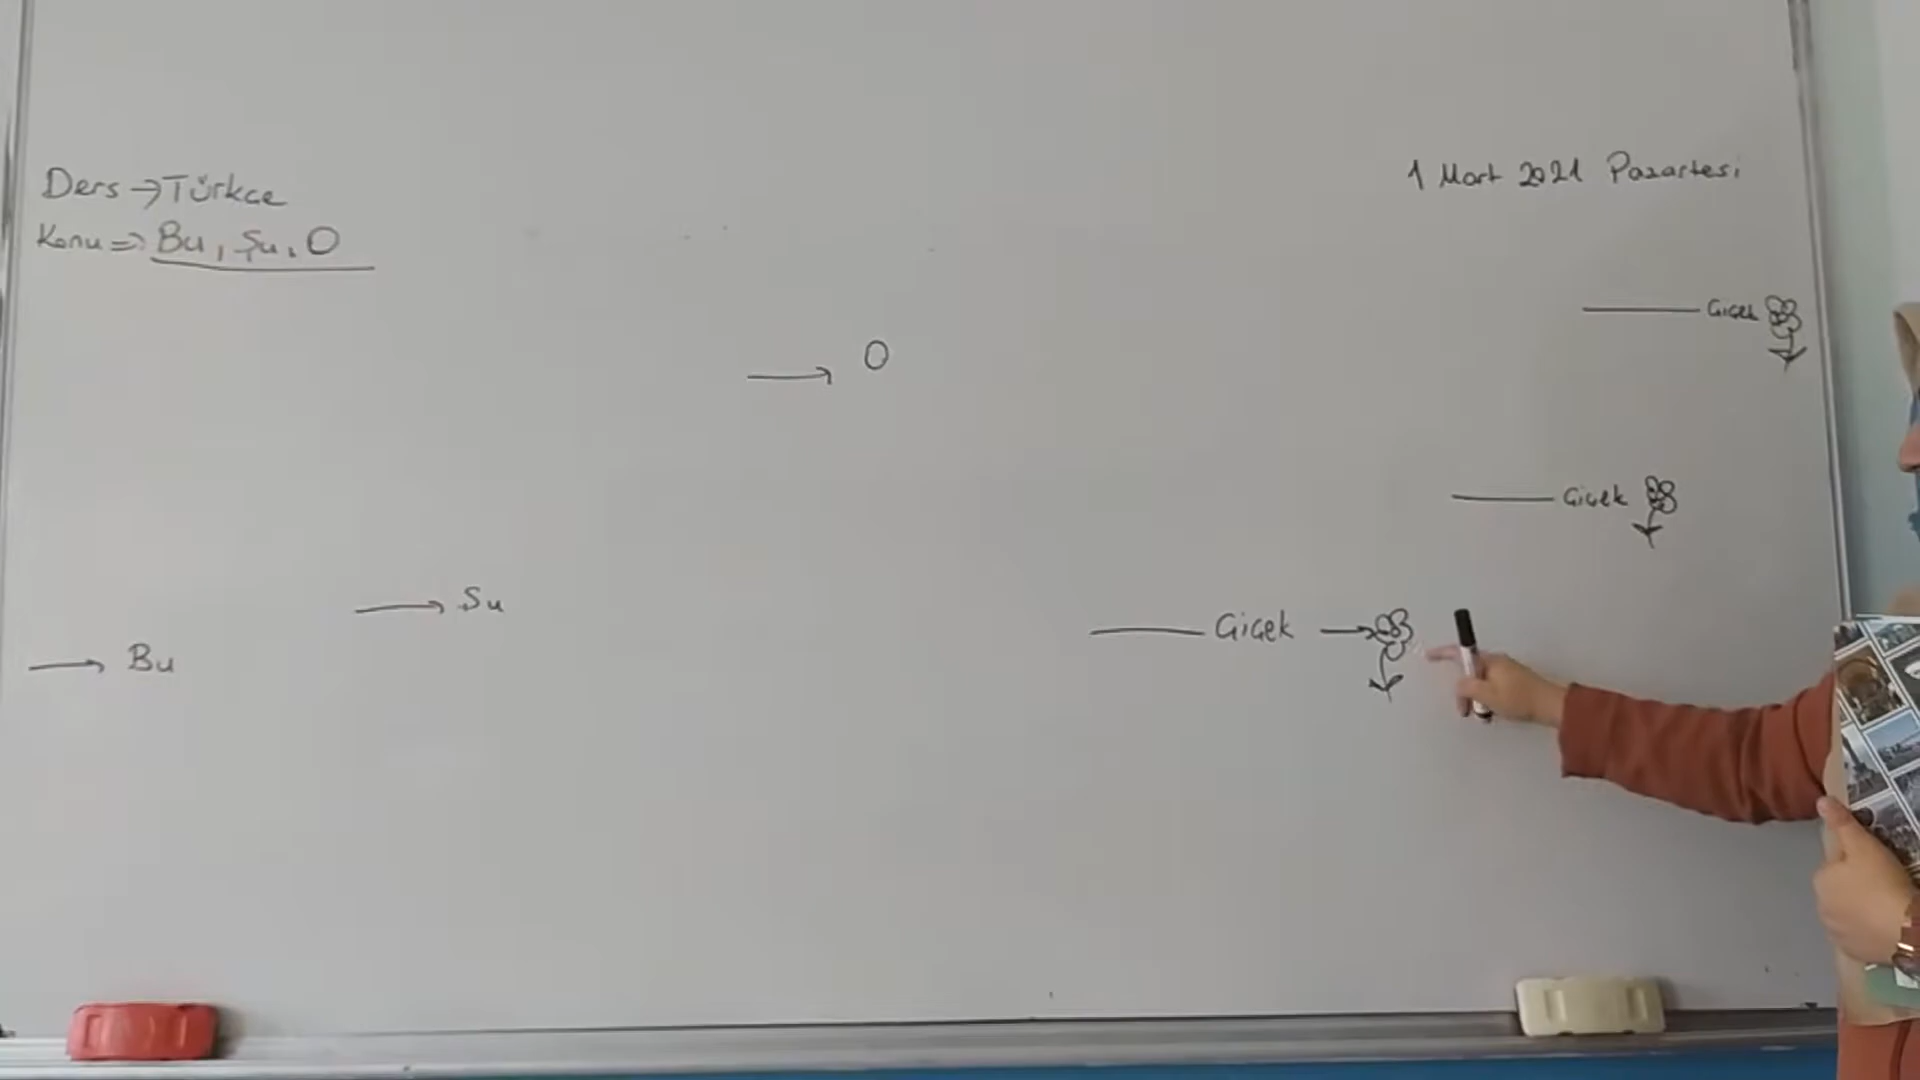 Ders → Türkce
Konu ⇒ Bu, Şu, O
1 Mart 2021 Pazartesi
→ O
Çiçek
Çiçek
→ Şu
→ Bu
Çiçek →